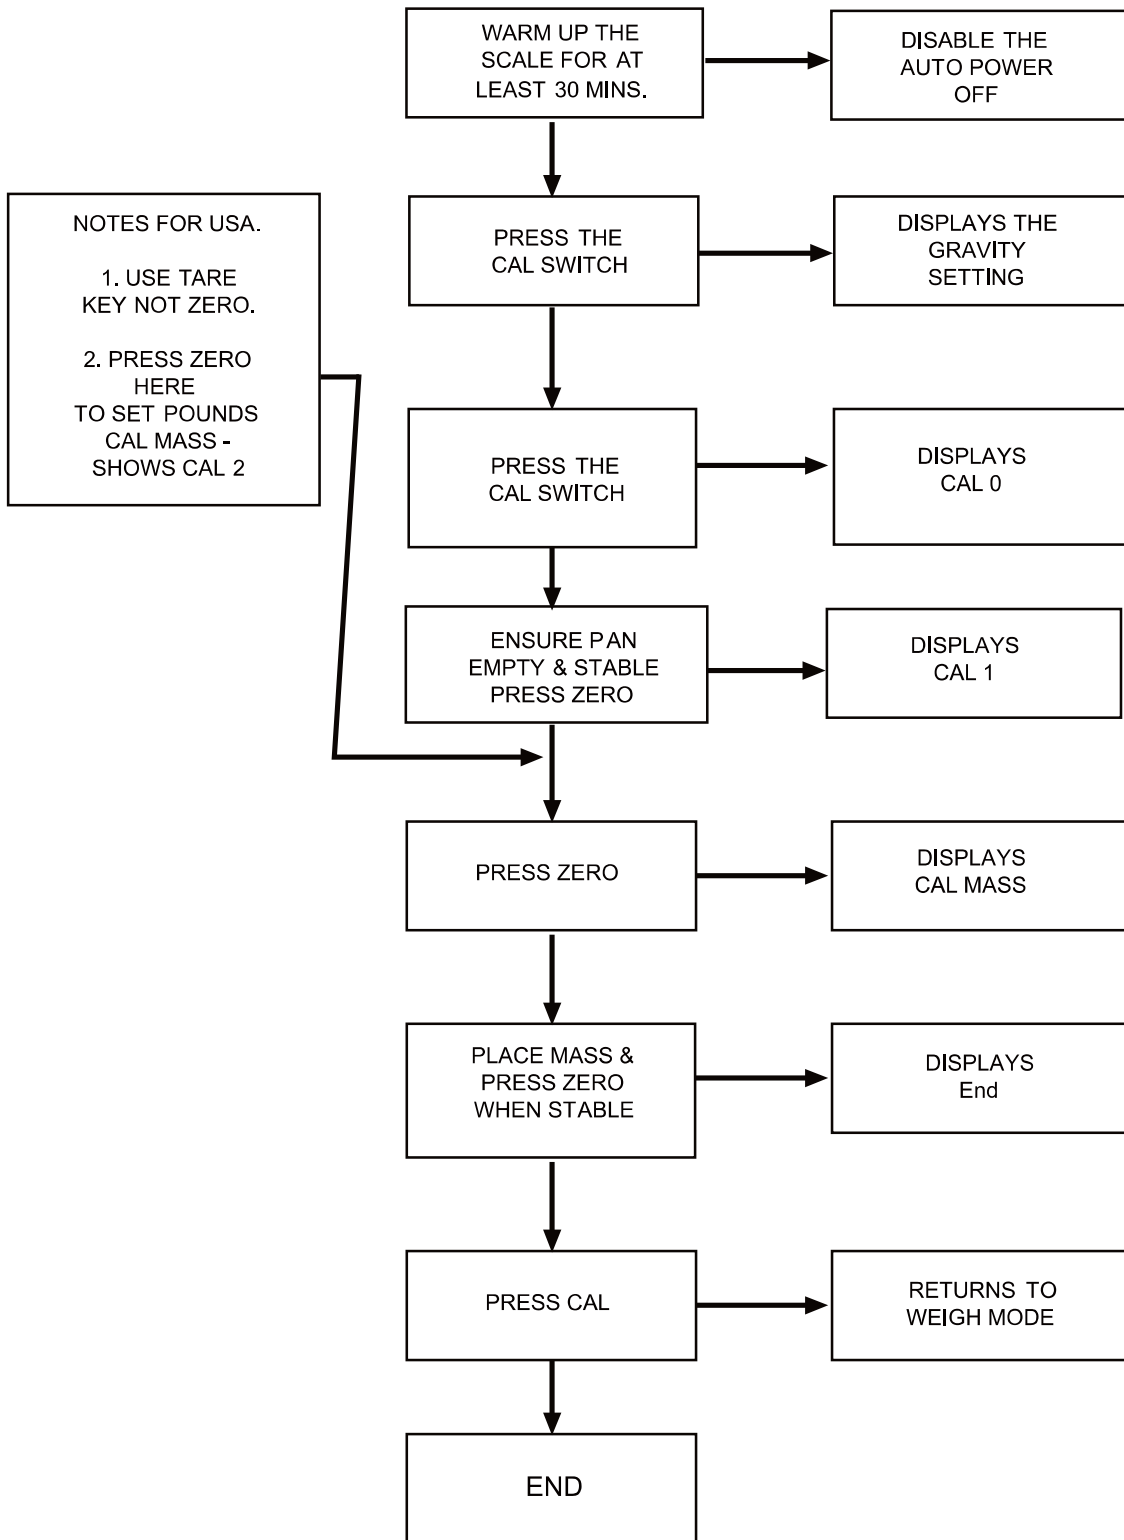 WARM UP THE
SCALE FOR AT
LEAST 30 MINS.
DISABLE THE
AUTO POWER
OFF
NOTES FOR USA.
1. USE TARE
KEY NOT ZERO.
2. PRESS ZERO
HERE
TO SET POUNDS
CAL MASS -
SHOWS CAL 2
PRESS THE
CAL SWITCH
DISPLAYS THE
GRAVITY
SETTING
PRESS THE
CAL SWITCH
DISPLAYS
CAL 0
ENSURE PAN
EMPTY & STABLE
PRESS ZERO
DISPLAYS
CAL 1
PRESS ZERO
DISPLAYS
CAL MASS
PLACE MASS &
PRESS ZERO
WHEN STABLE
DISPLAYS
End
PRESS CAL
RETURNS TO
WEIGH MODE
END